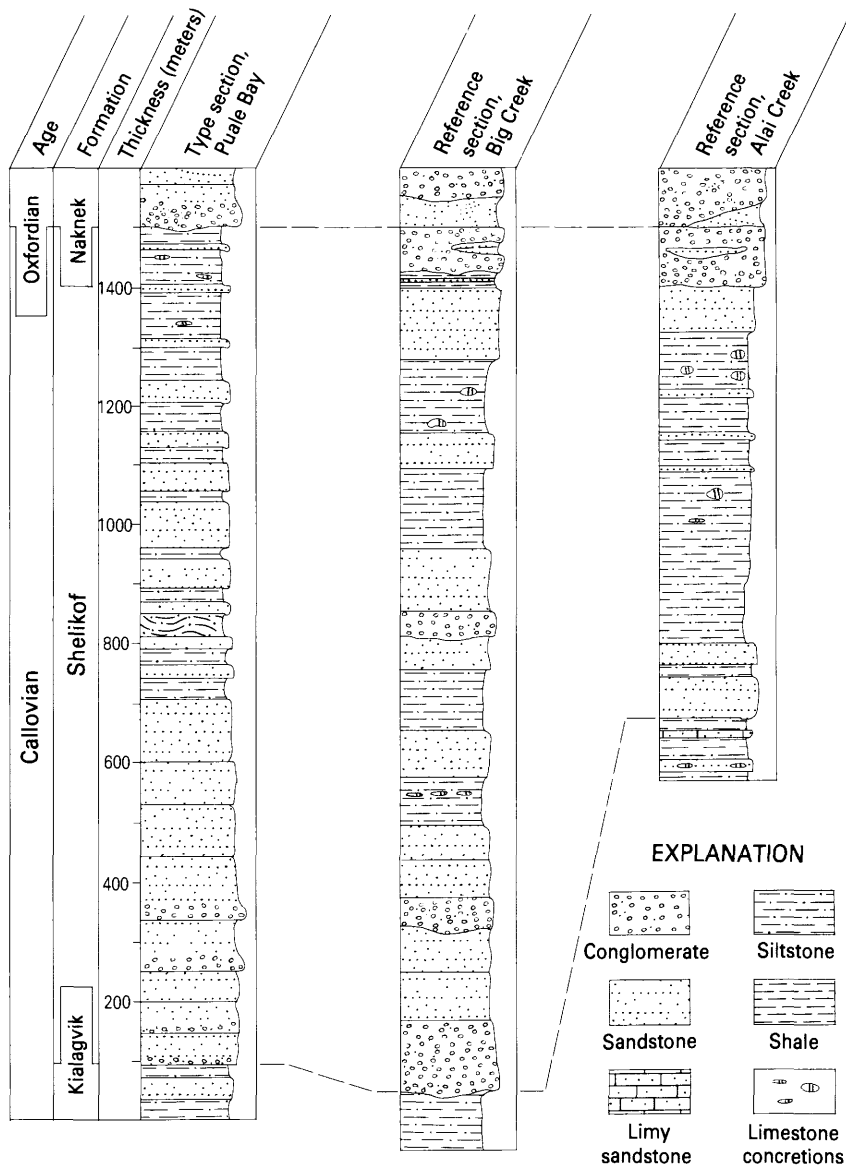 Age
Formation
Thickness (meters)
Type section,
Puale Bay
Reference
section,
Big Creek
Reference
section,
Alai Creek
Oxfordian
Callovian
Naknek
Shelikof
Kialagvik
1400
1200
1000
800
600
400
200
EXPLANATION
Conglomerate
Siltstone
Sandstone
Shale
Limy
sandstone
Limestone
concretions